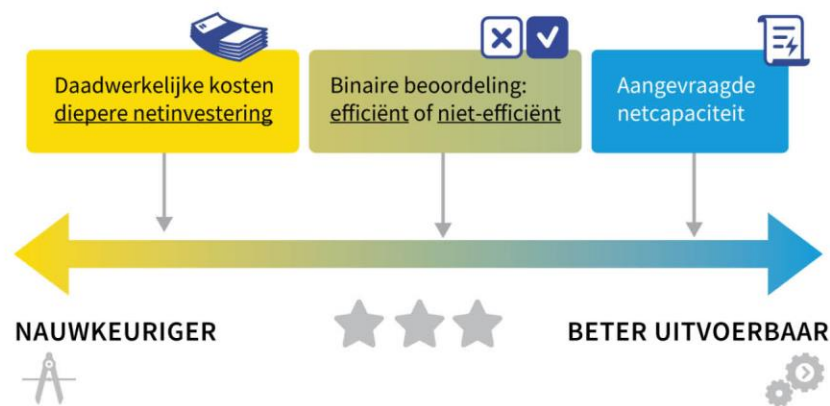 Daadwerkelijke kosten
diepere netinvestering
Binaire beoordeling:
efficiënt of niet-efficiënt
Aangevraagde
netcapaciteit
NAUWKEURIGER
BETER UITVOERBAAR